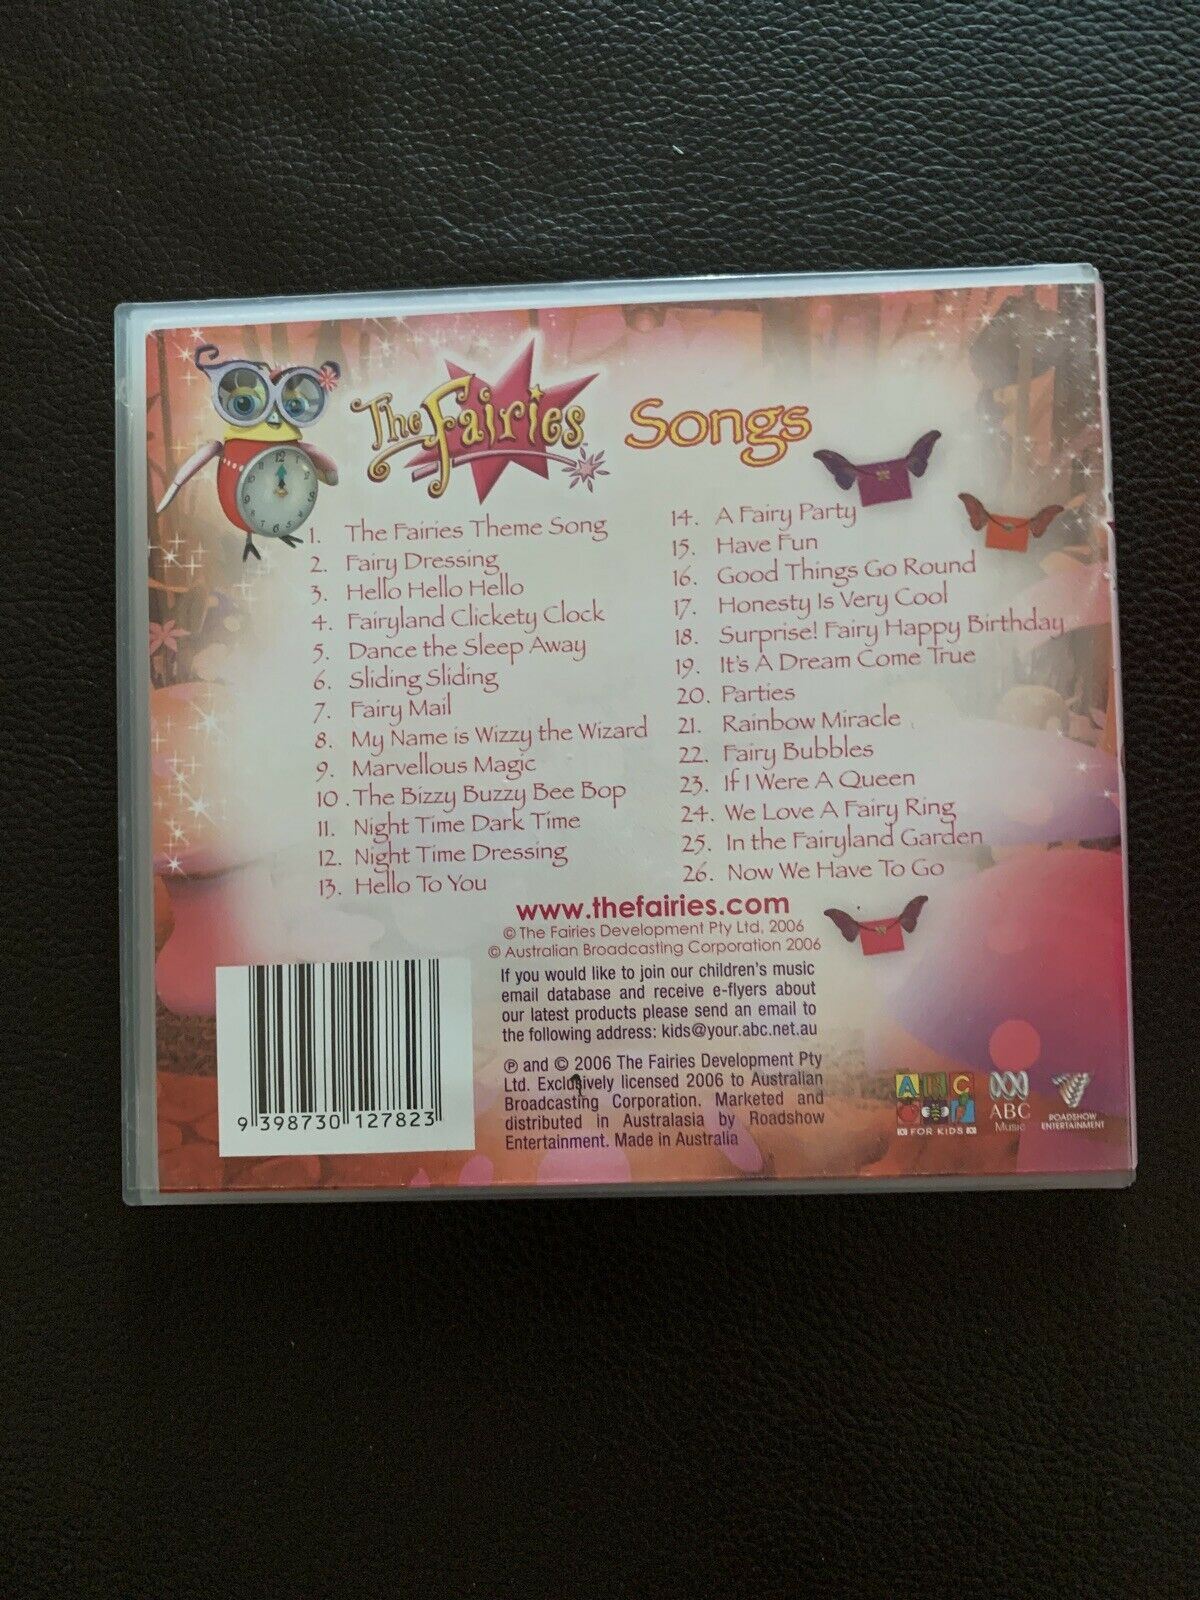 The Fairies Songs
1. The Fairies Theme Song
2. Fairy Dressing
3. Hello Hello Hello
4. Fairyland Clickety Clock
5. Dance the Sleep Away
6. Sliding Sliding
7. Fairy Mail
8. My Name is Wizzy the Wizard
9. Marvellous Magic
10 . The Bizzy Buzzy Bee Bop
11. Night Time Dark Time
12. Night Time Dressing
13. Hello To You
14. A Fairy Party
15. Have Fun
16. Good Things Go Round
17. Honesty Is Very Cool
18. Surprise! Fairy Happy Birthday
19. It's A Dream Come True
20. Parties
21. Rainbow Miracle
22. Fairy Bubbles
23. If I Were A Queen
24. We Love A Fairy Ring
25. In the Fairyland Garden
26. Now We Have To Go
www.thefairies.com
© The Fairies Development Pty Ltd, 2006
© Australian Broadcasting Corporation 2006
If you would like to join our children's music
email database and receive e-flyers about
our latest products please send an email to
the following address: kids@your.abc.net.au
℗ and © 2006 The Fairies Development Pty
Ltd. Exclusively licensed 2006 to Australian
Broadcasting Corporation. Marketed and
distributed in Australasia by Roadshow
Entertainment. Made in Australia
9 398730 127823
ABC
FOR KIDS
ABC
Music
ROADSHOW
ENTERTAINMENT